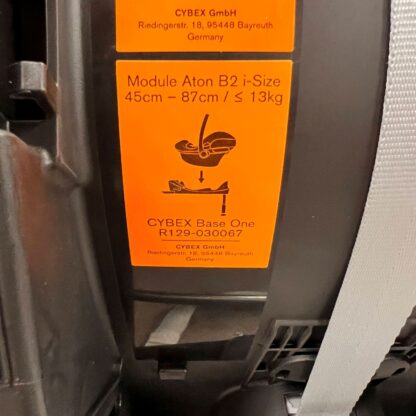 CYBEX GmbH
Riedingerstr. 18, 95448 Bayreuth
Germany
Module Aton B2 i-Size
45cm – 87cm / ≤ 13kg
CYBEX Base One
R129-030067
CYBEX GmbH
Riedingerstr. 18, 95448 Bayreuth
Germany